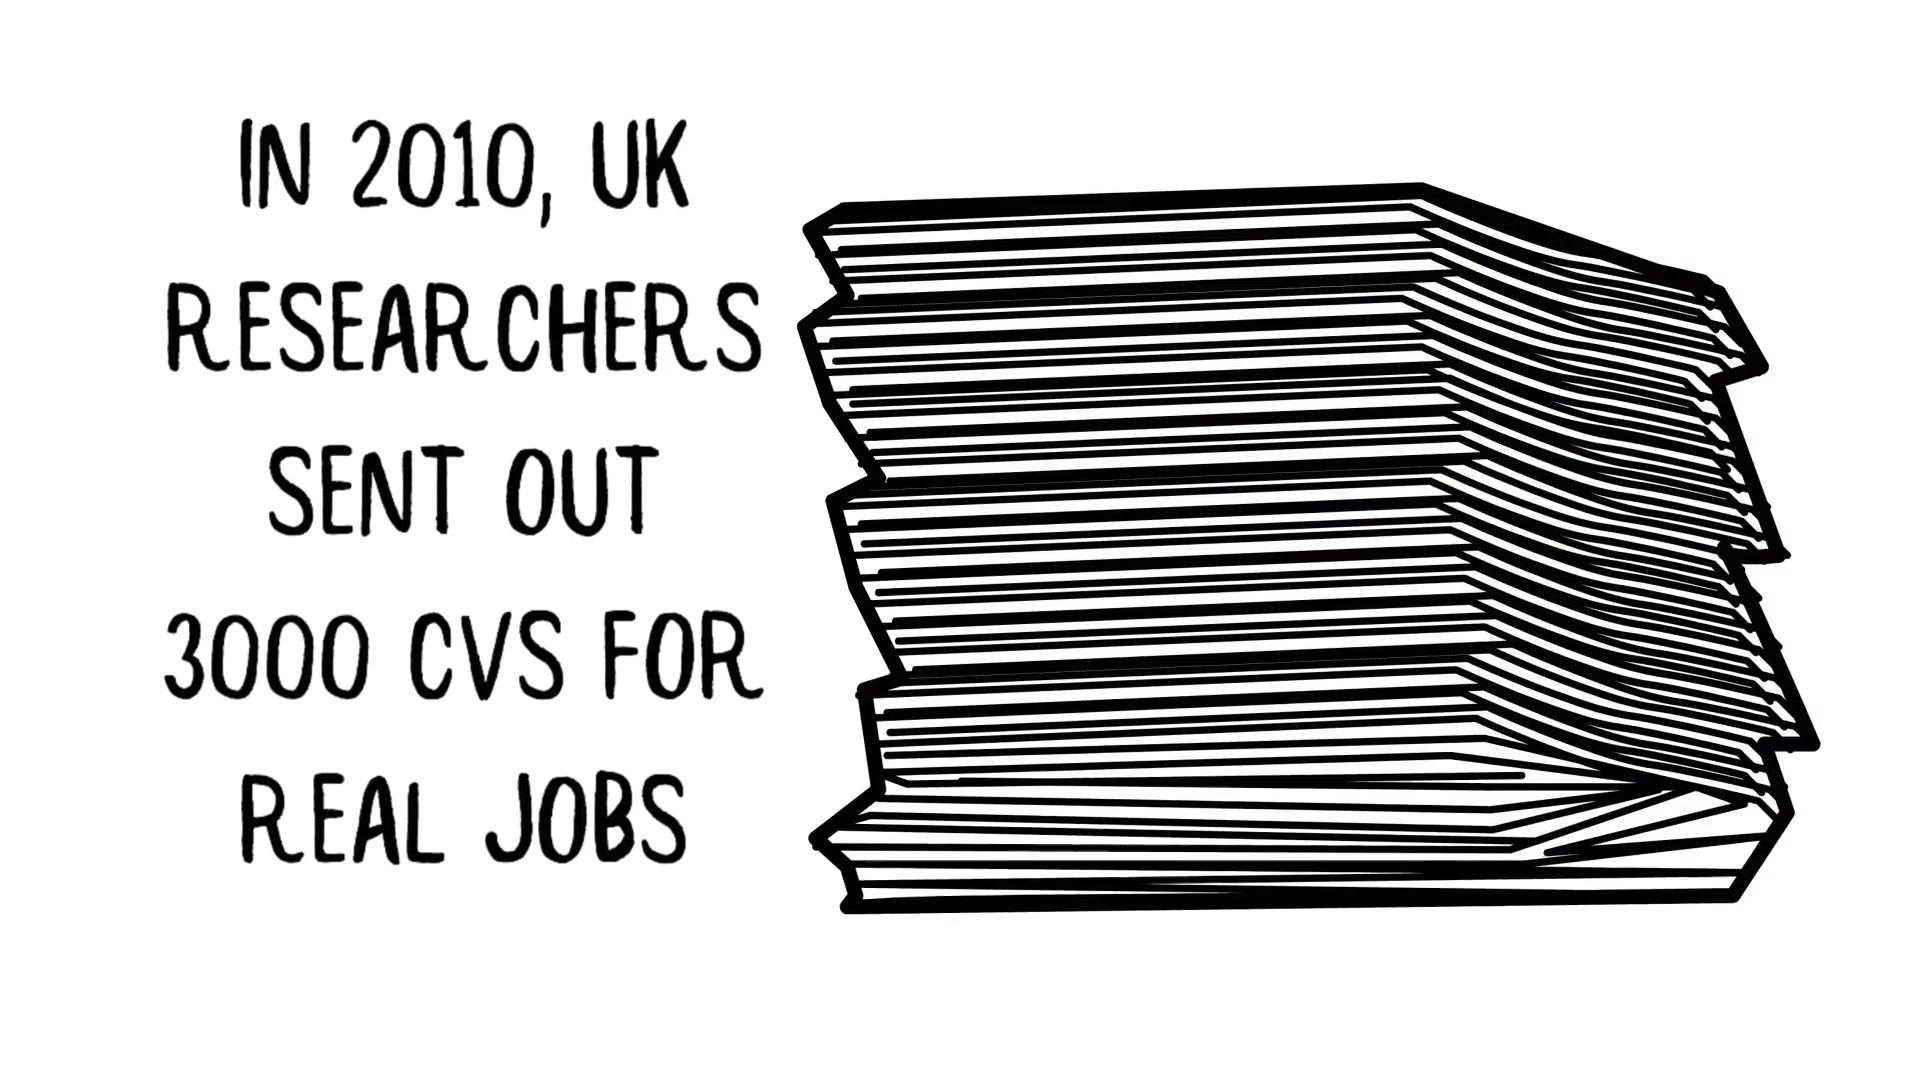 IN 2010, UK
RESEARCHERS
SENT OUT
3000 CVS FOR
REAL JOBS